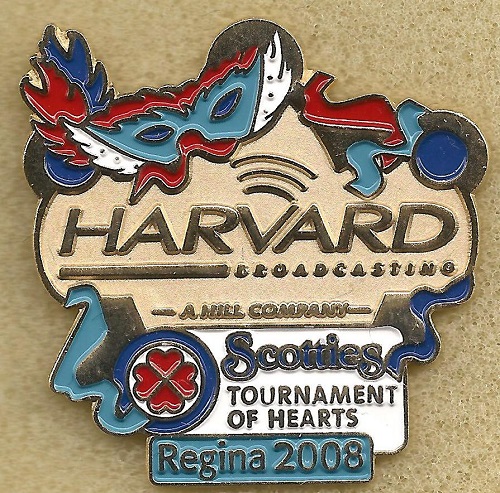 HARVARD
BROADCASTING
A HILL COMPANY
Scotties
TOURNAMENT
OF HEARTS
Regina 2008